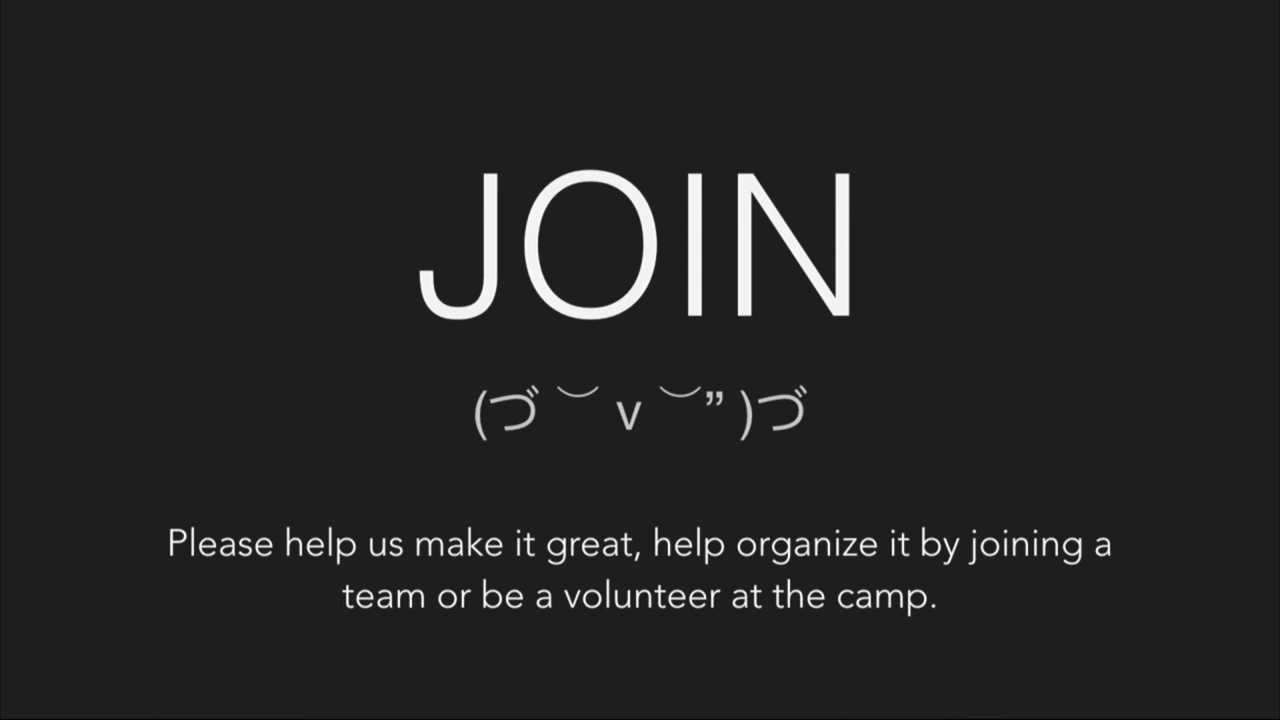 JOIN
(づ ︶ v ︶” )づ
Please help us make it great, help organize it by joining a
team or be a volunteer at the camp.